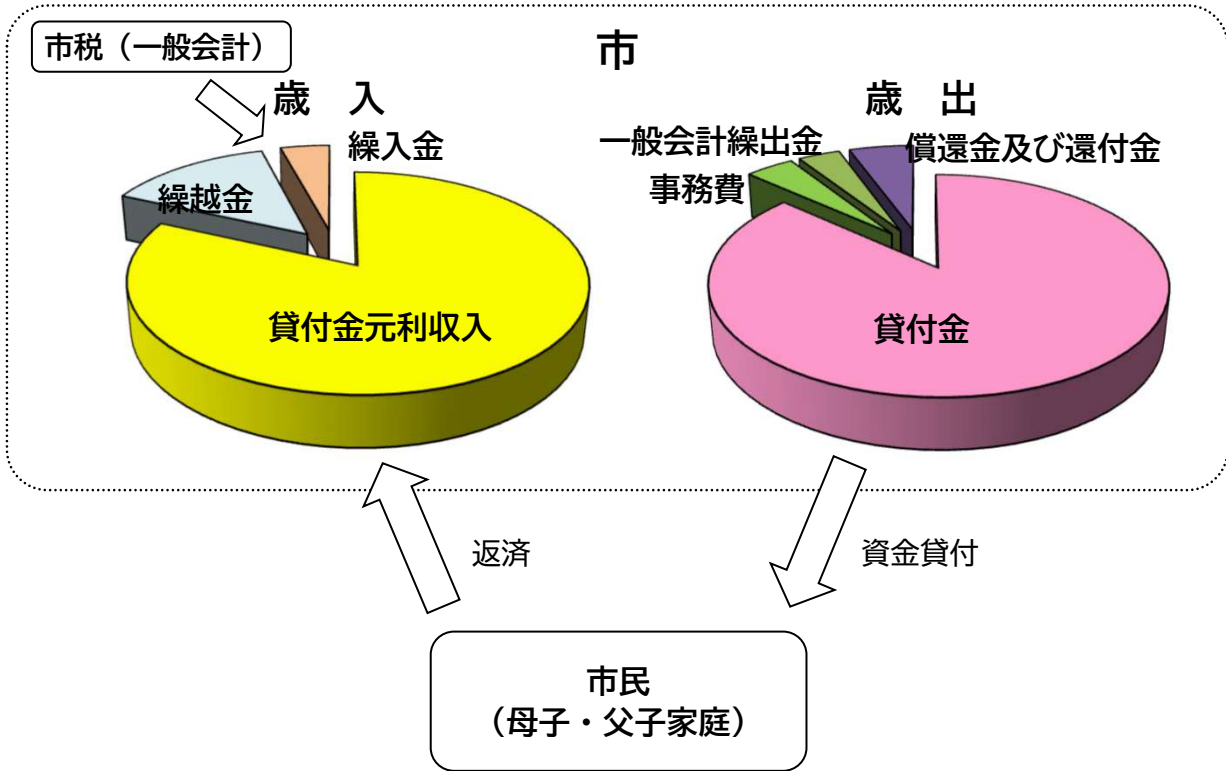 市税（一般会計）
市
歳　入
歳　出
繰入金
繰越金
貸付金元利収入
一般会計繰出金
事務費
償還金及び還付金
貸付金
返済
資金貸付
市民
（母子・父子家庭）